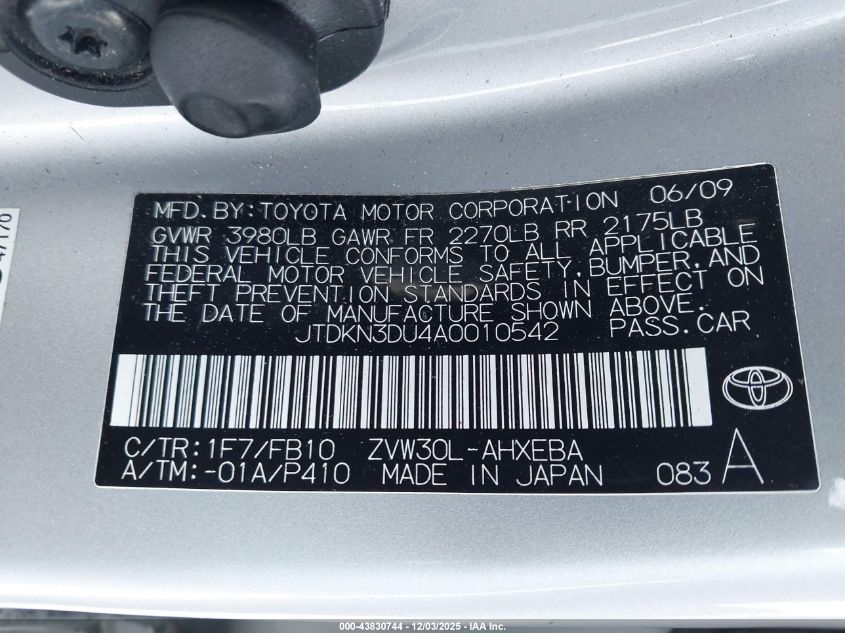 MFD. BY: TOYOTA MOTOR CORPORATION 06/09
GVWR 3980LB GAWR FR 2270LB RR 2175LB
THIS VEHICLE CONFORMS TO ALL APPLICABLE
FEDERAL MOTOR VEHICLE SAFETY, BUMPER, AND
THEFT PREVENTION STANDARDS IN EFFECT ON
THE DATE OF MANUFACTURE SHOWN ABOVE.
JTDKN3DU4A0010542 PASS. CAR
C/TR: 1F7/FB10 ZVW30L-AHXEBA
A/TM: -01A/P410 MADE IN JAPAN 083 A
000-43830744 - 12/03/2025 - IAA Inc.